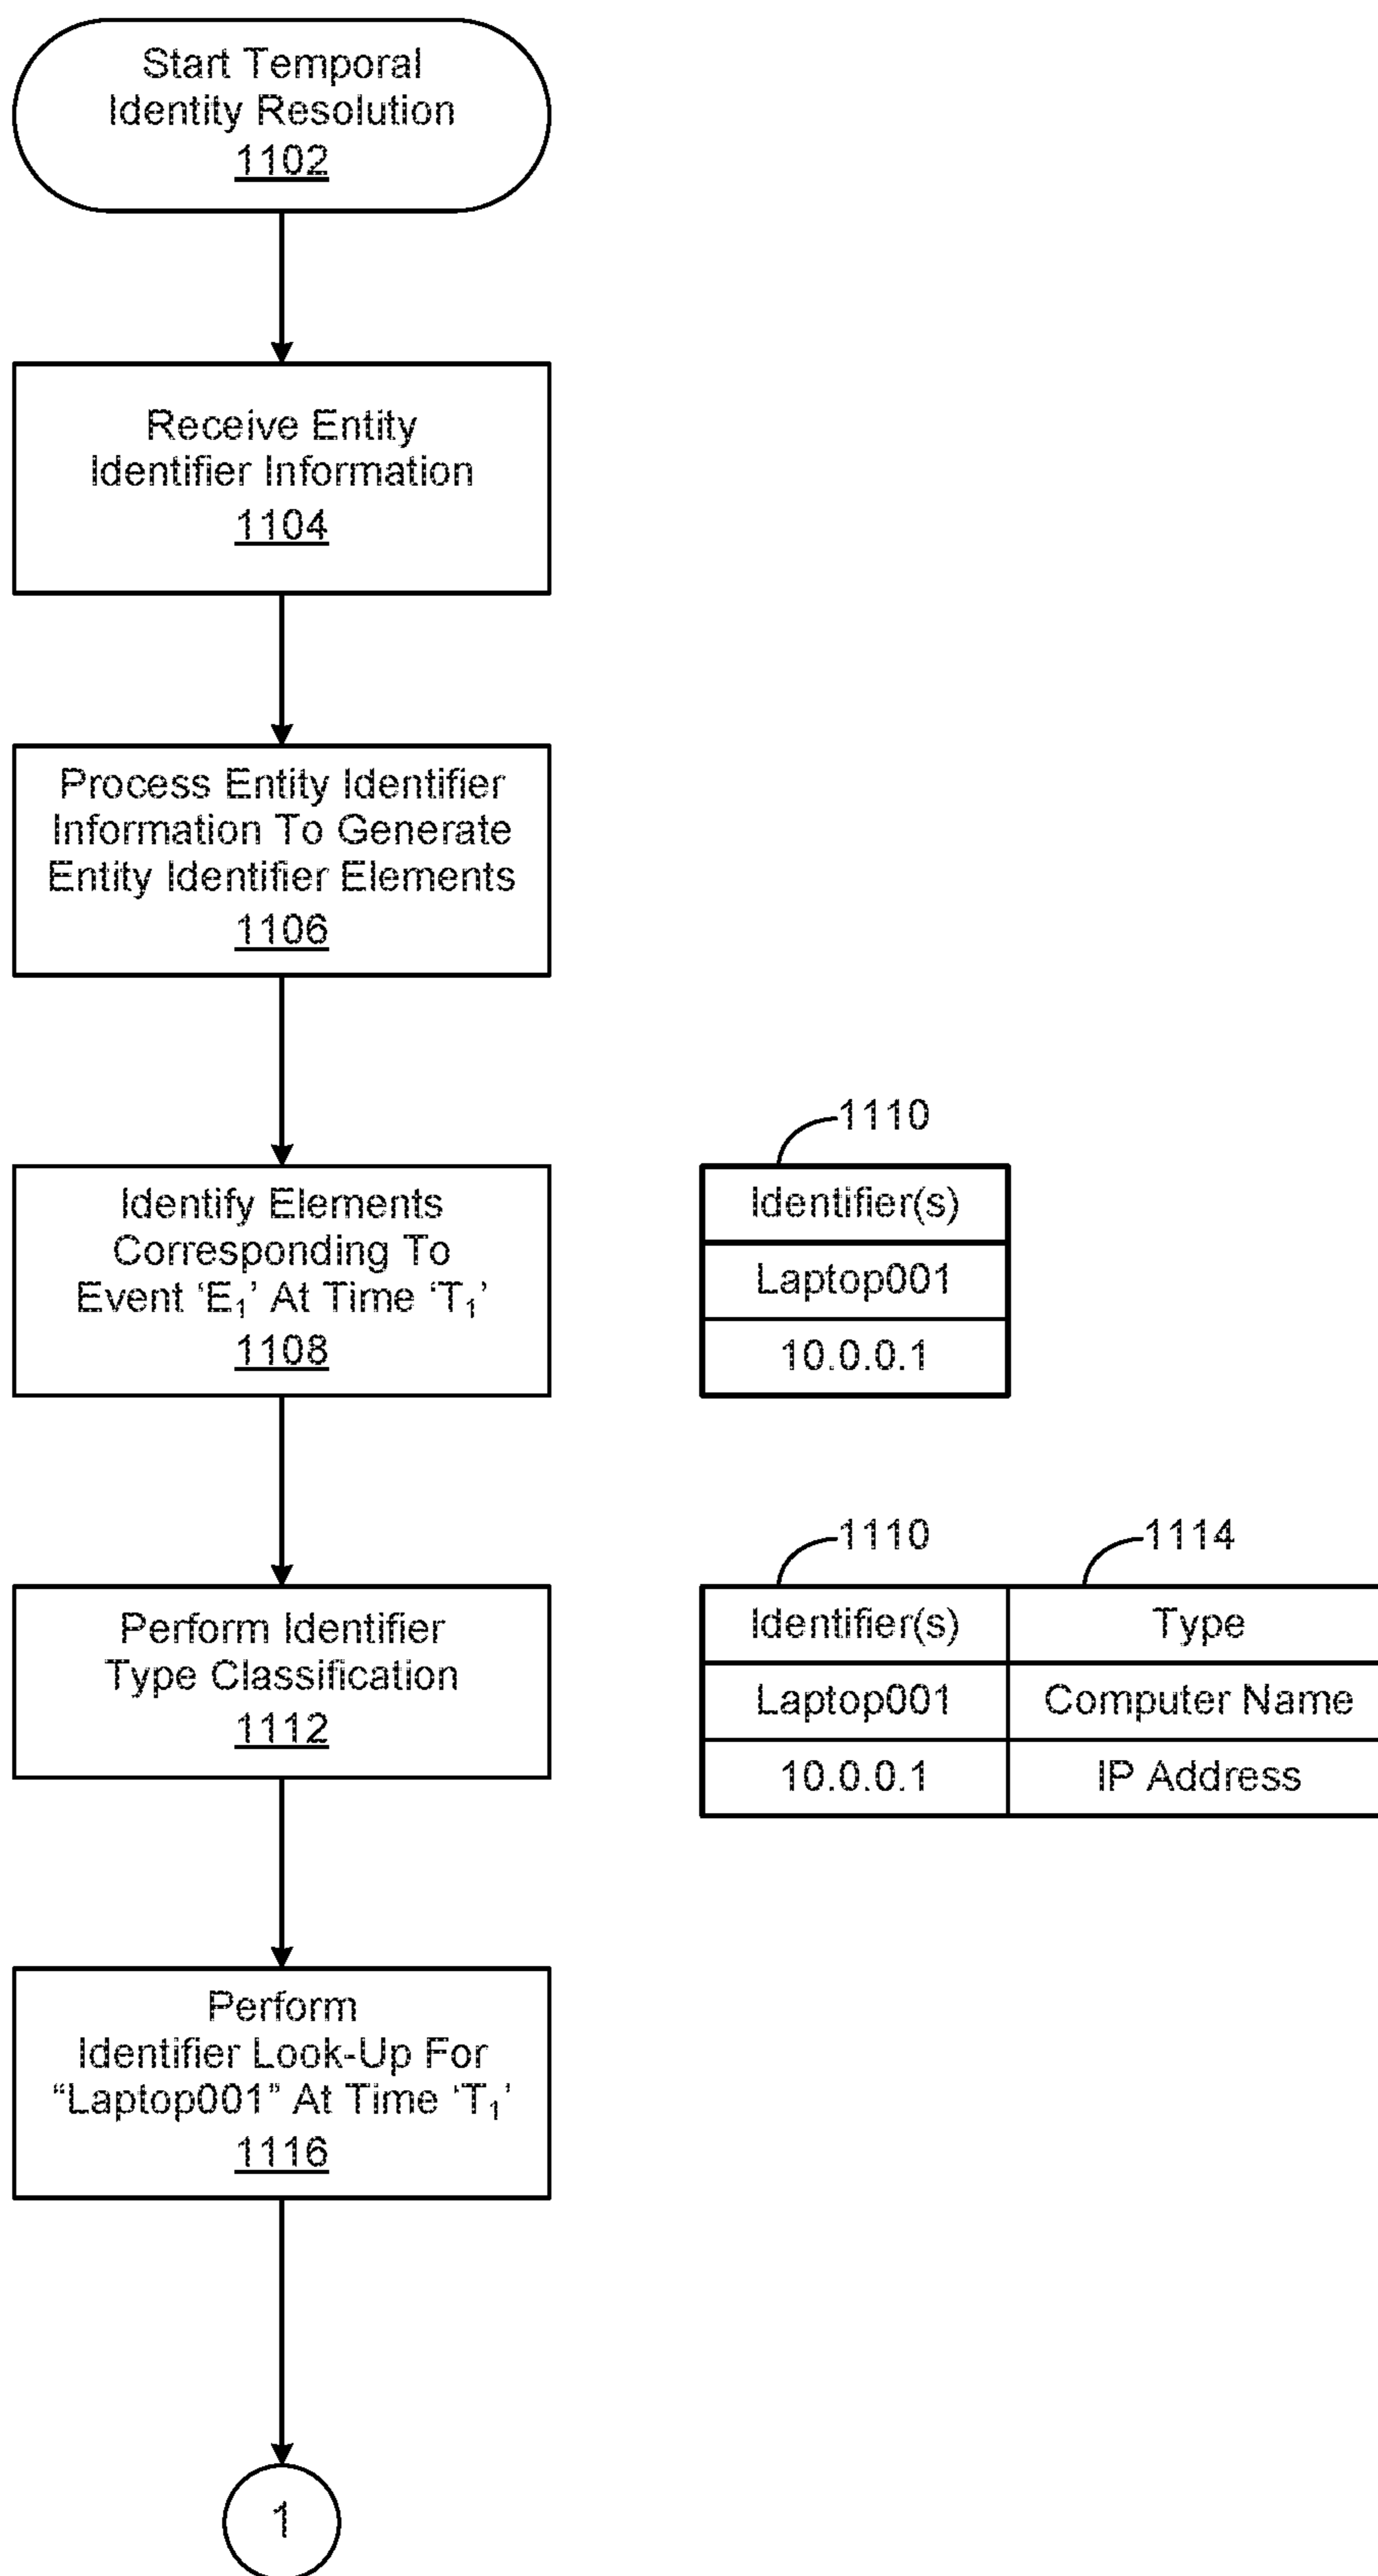 Start Temporal
Identity Resolution
1102
Receive Entity
Identifier Information
1104
Process Entity Identifier
Information To Generate
Entity Identifier Elements
1106
Identify Elements
Corresponding To
Event ‘E₁’ At Time ‘T₁’
1108
1110
Identifier(s)
Laptop001
10.0.0.1
Perform Identifier
Type Classification
1112
1110 1114
Identifier(s) Type
Laptop001 Computer Name
10.0.0.1 IP Address
Perform
Identifier Look-Up For
“Laptop001” At Time ‘T₁’
1116
1